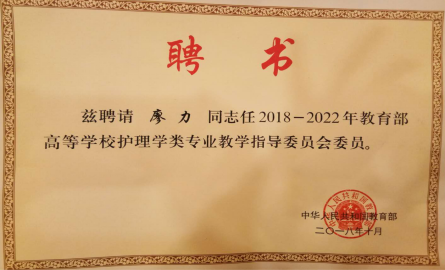 聘 书
兹聘请 廖力 同志任2018－2022年教育部
高等学校护理学类专业教学指导委员会委员。
中华人民共和国教育部
二〇一八年十月